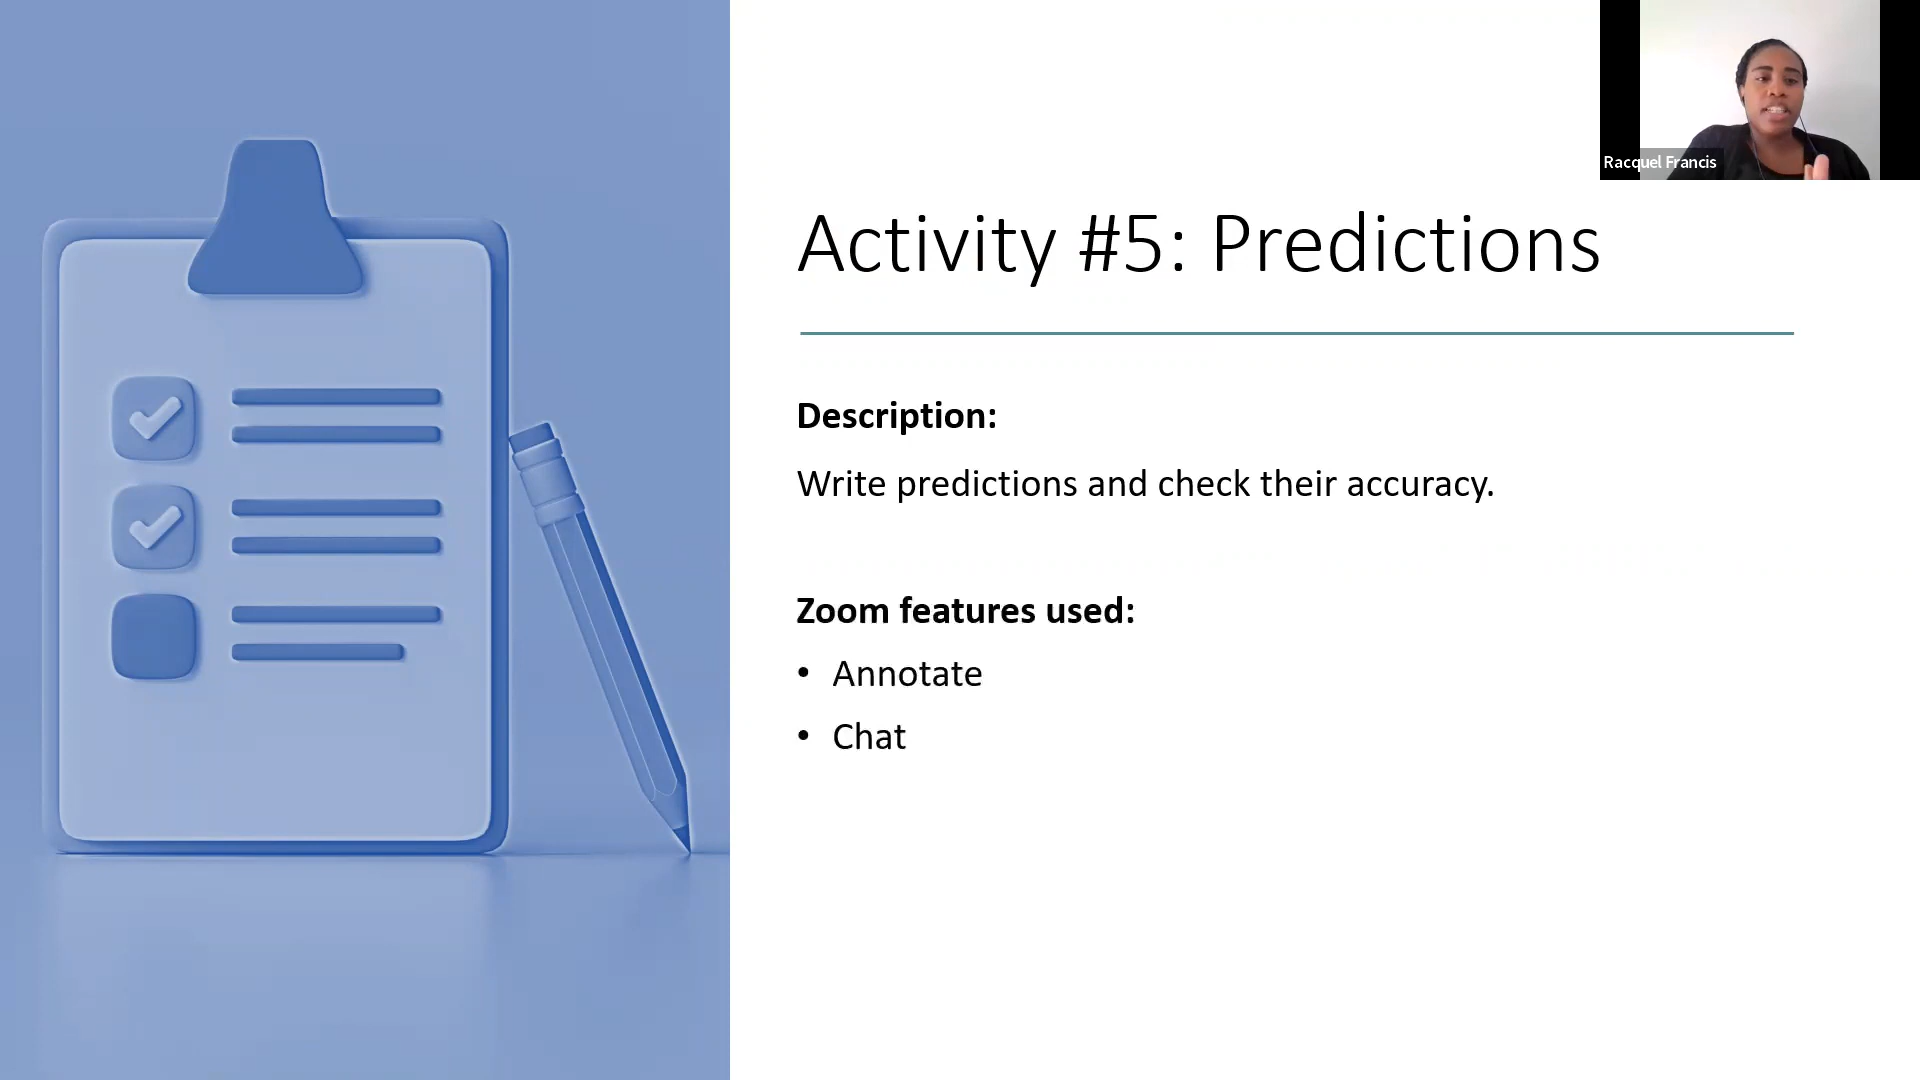 Racquel Francis
Activity #5: Predictions
Description:
Write predictions and check their accuracy.
Zoom features used:
• Annotate
• Chat